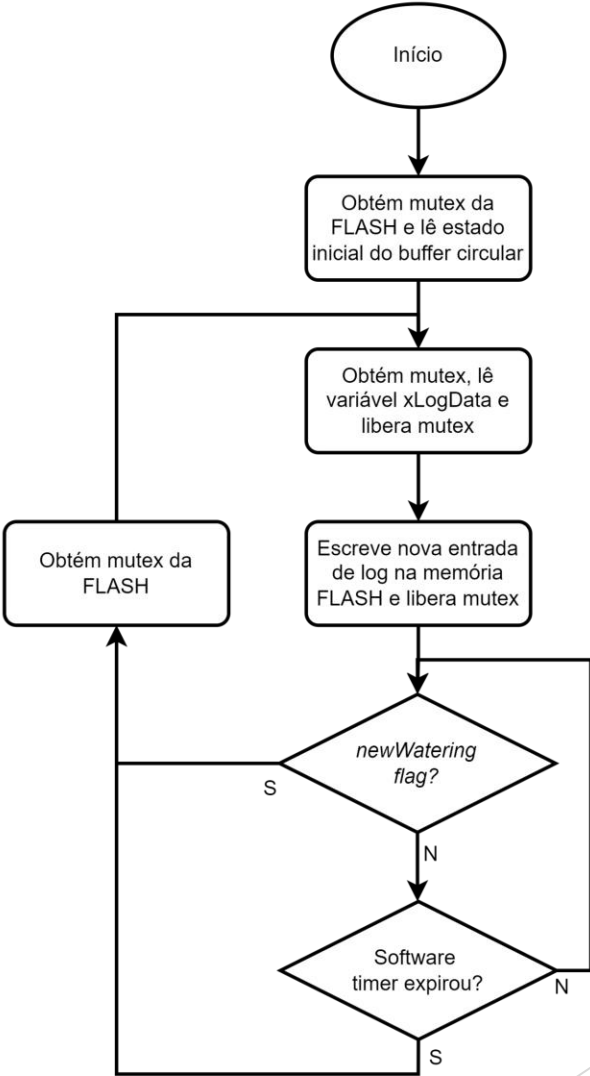 Início
Obtém mutex da
FLASH e lê estado
inicial do buffer circular
Obtém mutex, lê
variável xLogData e
libera mutex
Obtém mutex da
FLASH
Escreve nova entrada
de log na memória
FLASH e libera mutex
newWatering
flag?
S
N
Software
timer expirou?
N
S